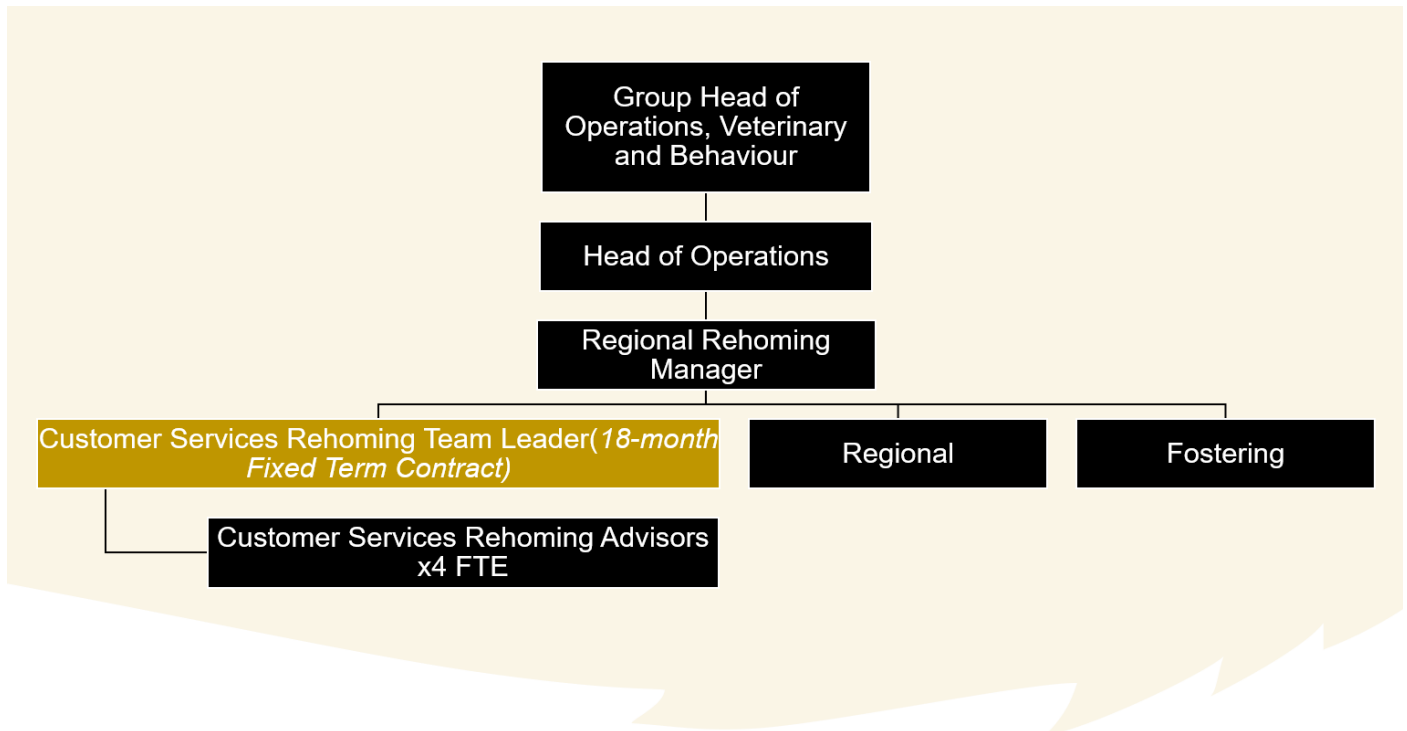 Group Head of
Operations, Veterinary
and Behaviour
Head of Operations
Regional Rehoming
Manager
Customer Services Rehoming Team Leader(18-month
Fixed Term Contract)
Regional
Fostering
Customer Services Rehoming Advisors
x4 FTE